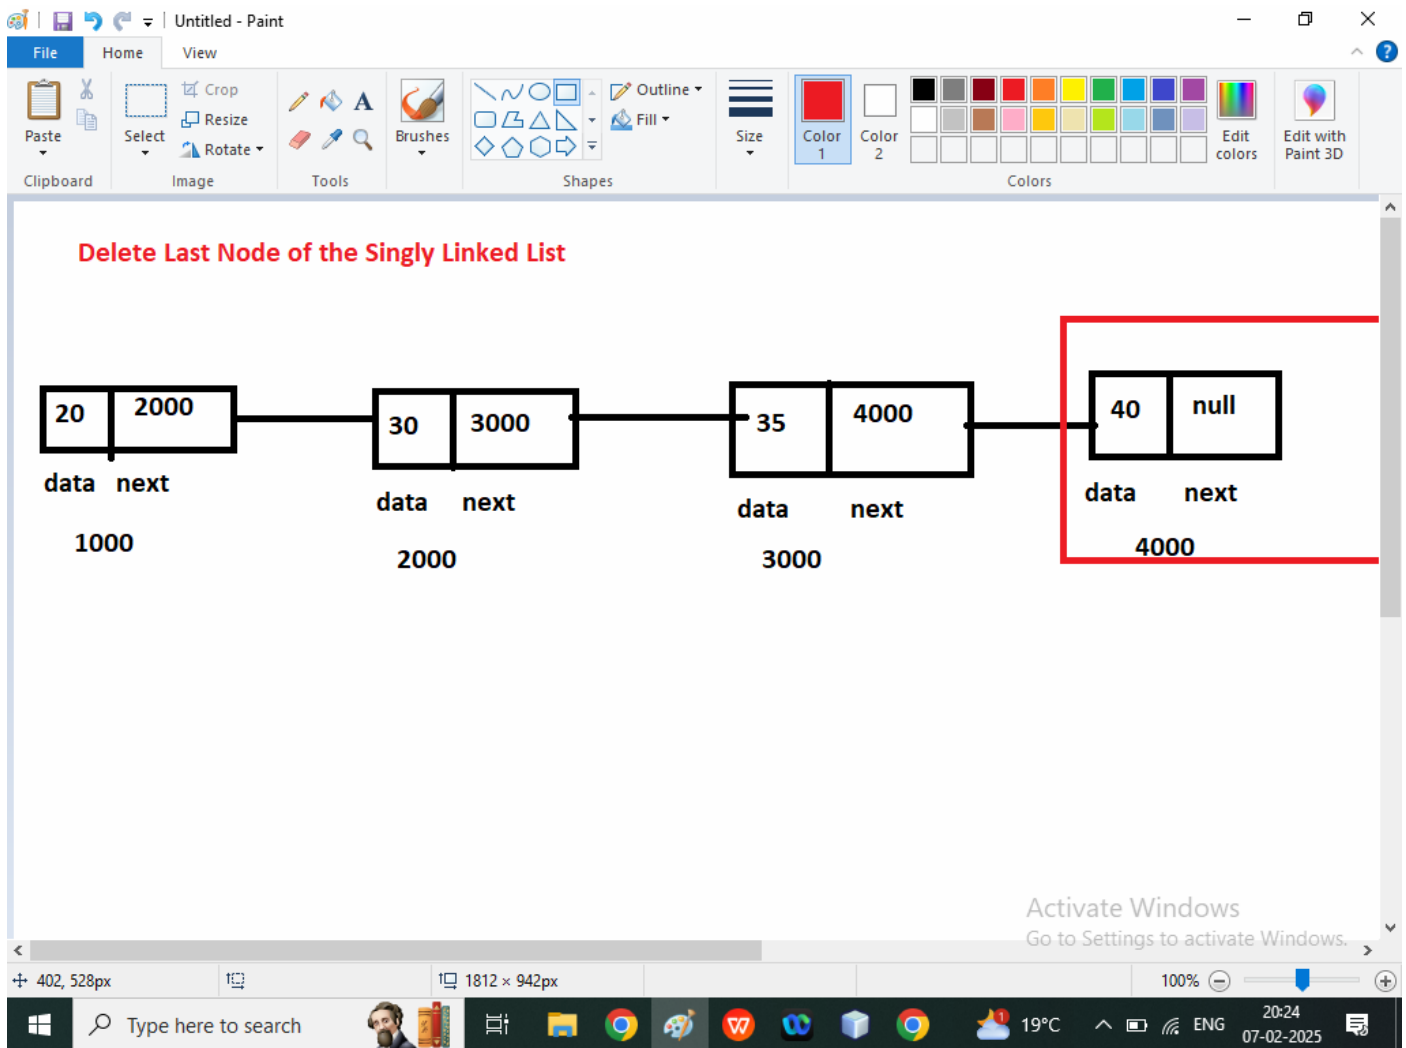 Untitled - Paint
File Home View
Crop
Outline
Resize
Fill
Paste Select Brushes Size Color Color Edit Edit with
Rotate
1 2 colors Paint 3D
Clipboard Image Tools Shapes Colors
Delete Last Node of the Singly Linked List
20 2000 30 3000 35 4000 40 null
data next data next data next data next
1000 2000 3000 4000
Activate Windows
Go to Settings to activate Windows.
402, 528px 1812 × 942px 100%
Type here to search 1 19°C ENG 20:24
07-02-2025